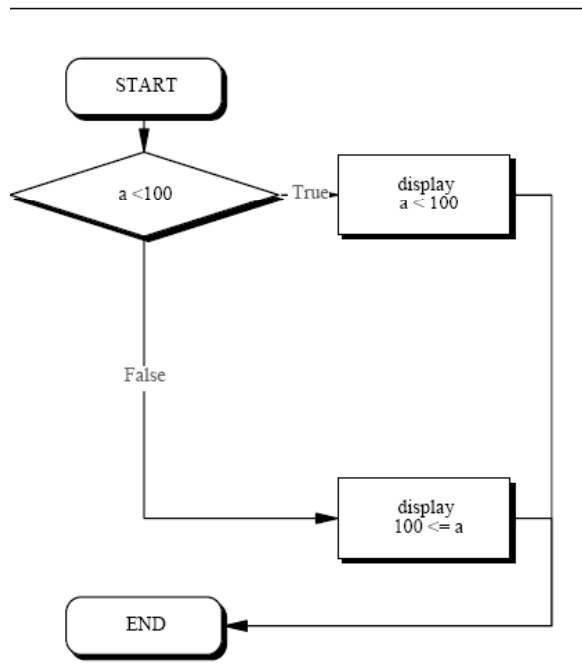 START
a <100
True
display
a < 100
False
display
100 <= a
END